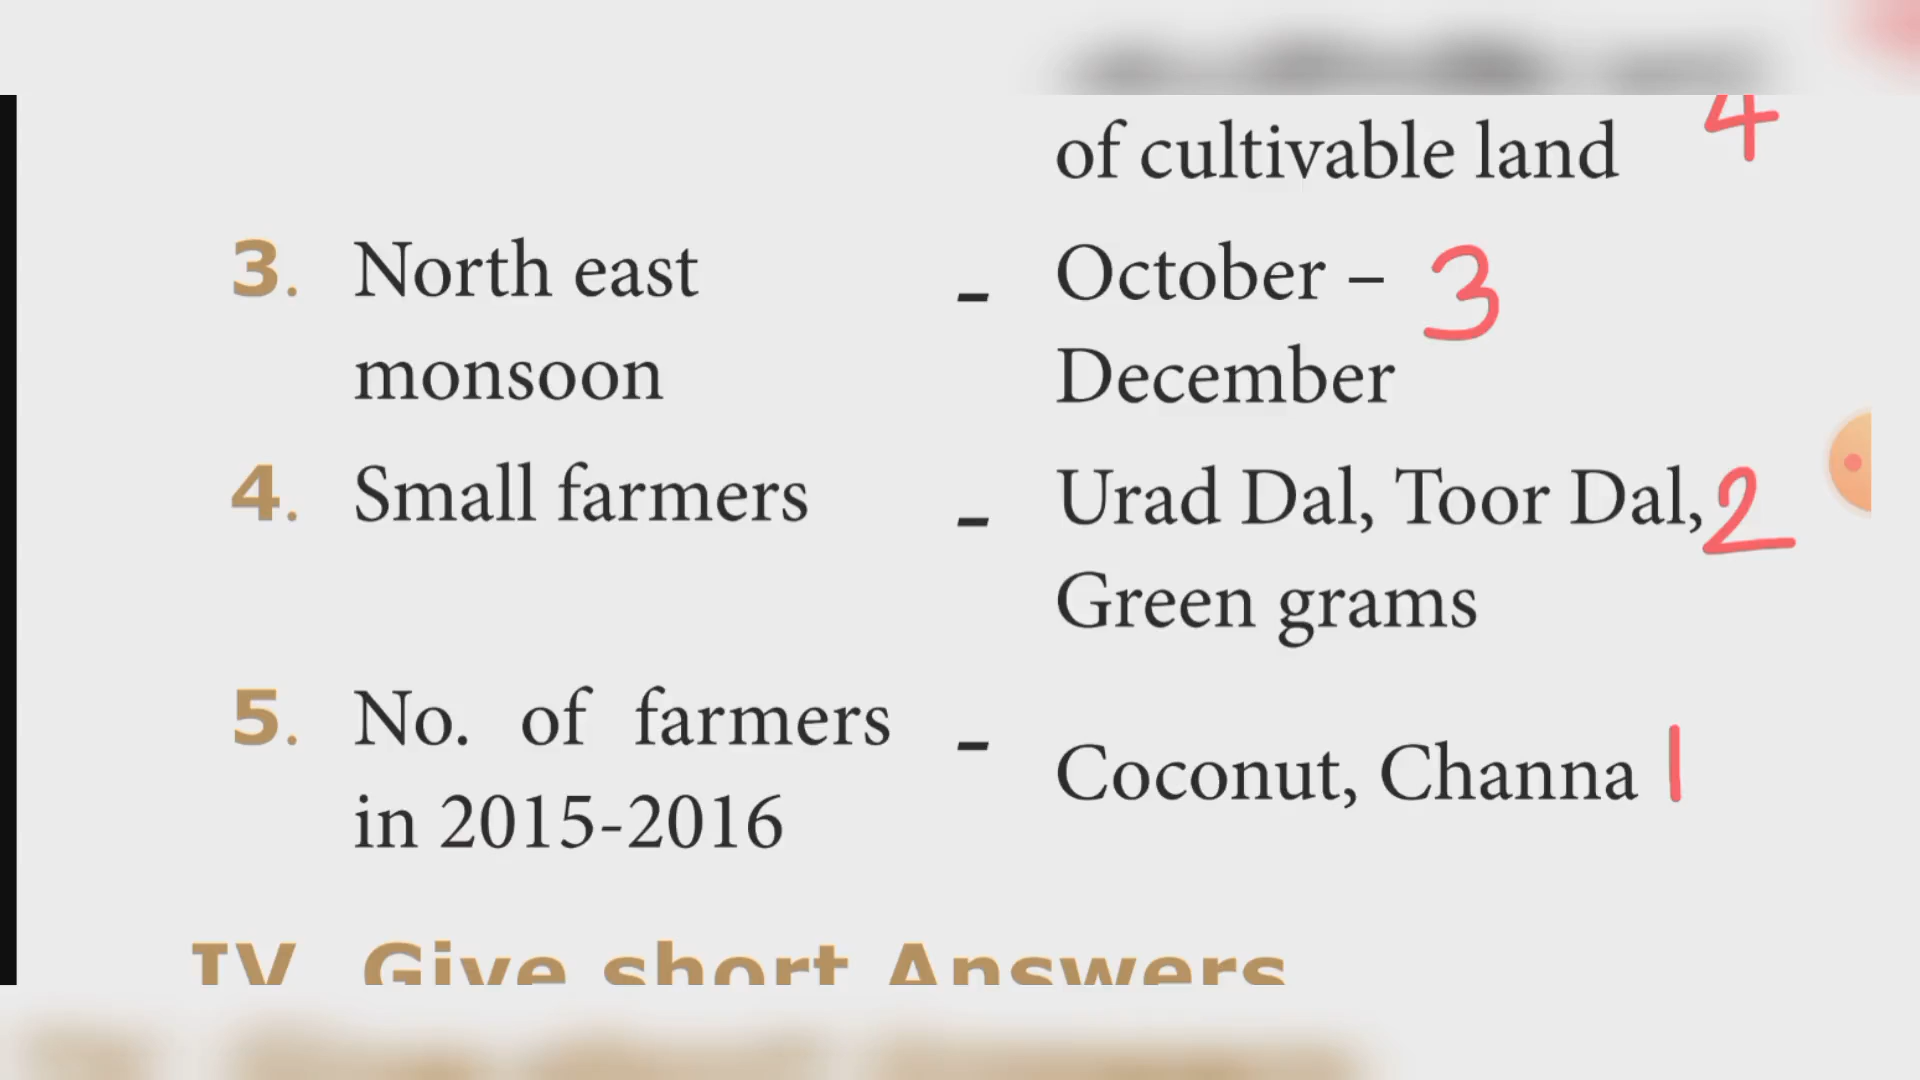 of cultivable land 4
3. North east - October – 3
monsoon December
4. Small farmers - Urad Dal, Toor Dal, 2
Green grams
5. No. of farmers - Coconut, Channa 1
in 2015-2016
IV Give short Answers